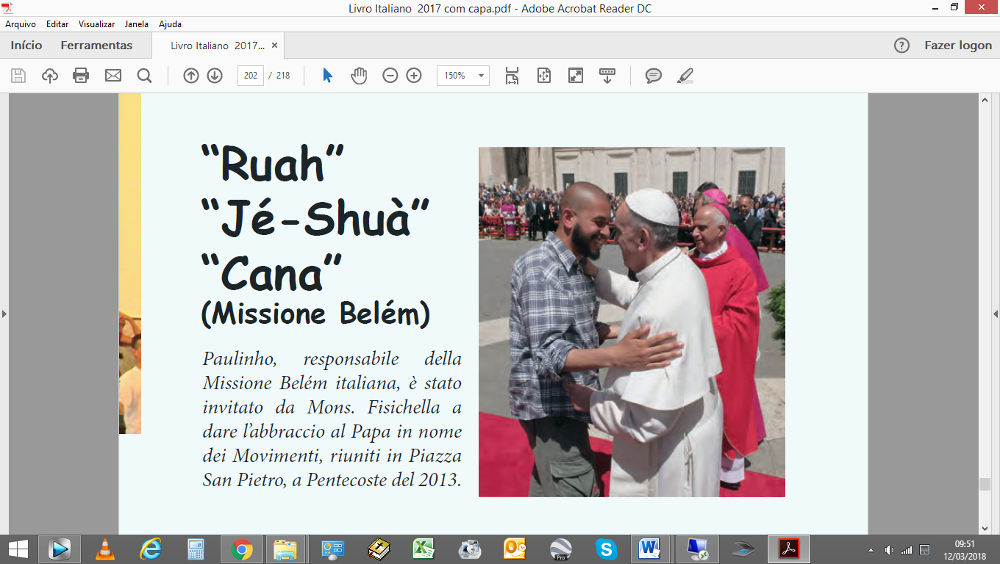 Livro Italiano 2017 com capa.pdf - Adobe Acrobat Reader DC
Arquivo Editar Visualizar Janela Ajuda
Início Ferramentas Livro Italiano 2017... × ? Fazer logon
202 / 218 150%
“Ruah”
“Jé-Shuà”
“Cana”
(Missione Belém)
Paulinho, responsabile della
Missione Belém italiana, è stato
invitato da Mons. Fisichella a
dare l’abbraccio al Papa in nome
dei Movimenti, riuniti in Piazza
San Pietro, a Pentecoste del 2013.
Pro
09:51
12/03/2018